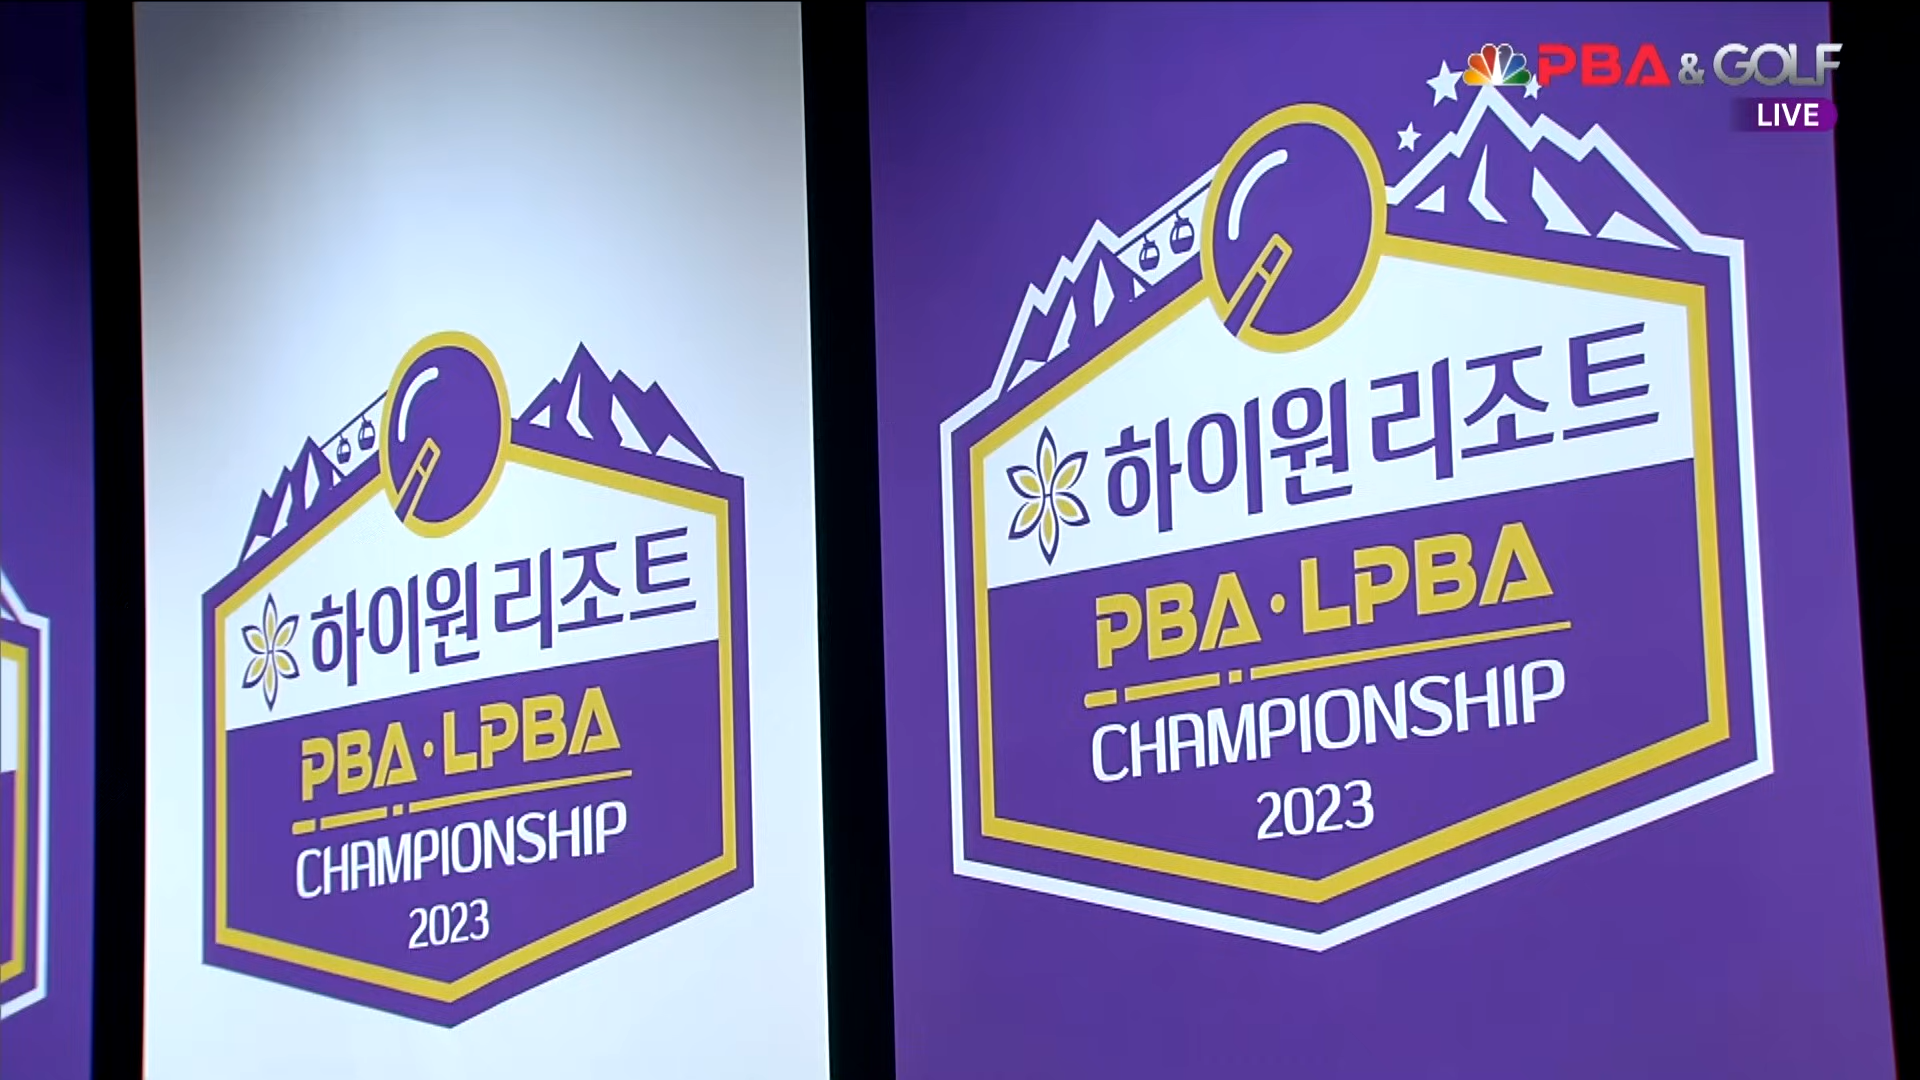 PBA & GOLF
LIVE
하이원리조트
PBA·LPBA
CHAMPIONSHIP
2023
하이원리조트
PBA·LPBA
CHAMPIONSHIP
2023